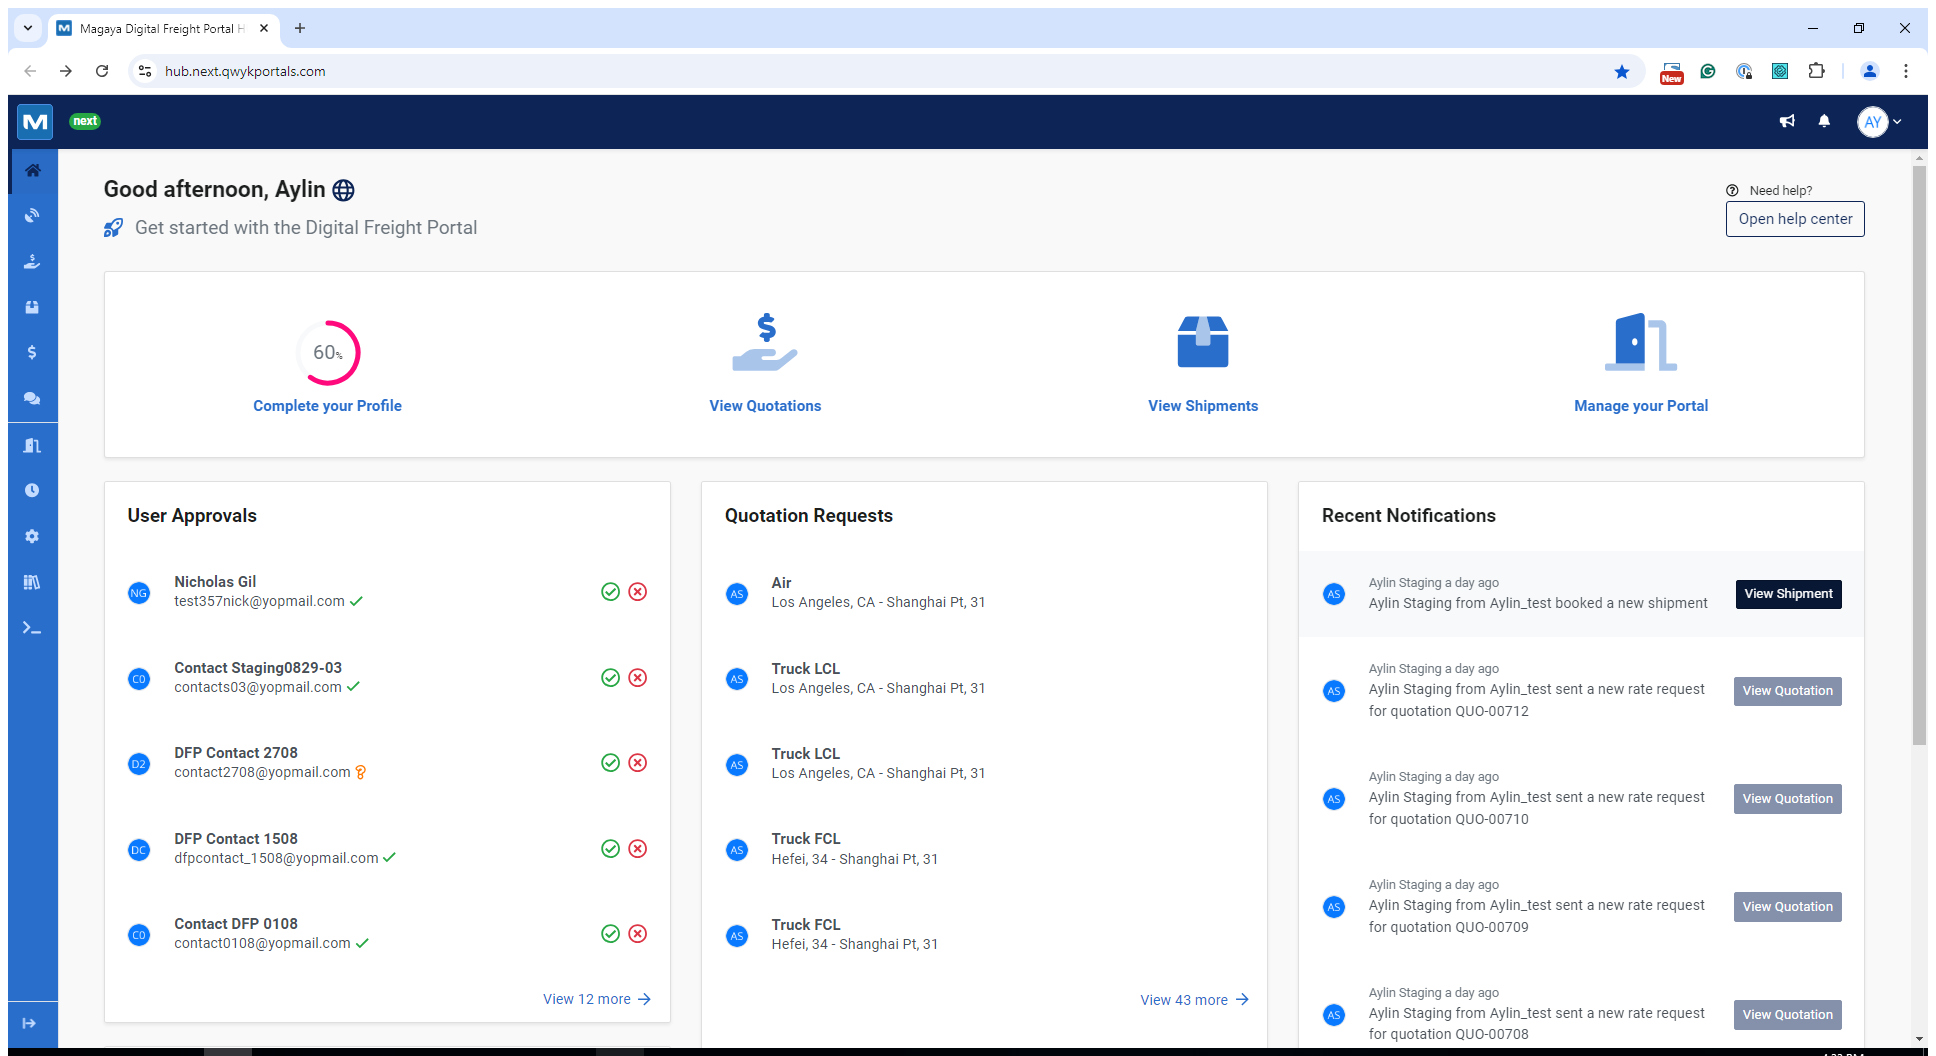 Magaya Digital Freight Portal H
hub.next.qwykportals.com
New
M next
AY
Good afternoon, Aylin
Get started with the Digital Freight Portal
Need help?
Open help center
60%
Complete your Profile
View Quotations
View Shipments
Manage your Portal
User Approvals
NG
Nicholas Gil
test357nick@yopmail.com
C0
Contact Staging0829-03
contacts03@yopmail.com
D2
DFP Contact 2708
contact2708@yopmail.com
DC
DFP Contact 1508
dfpcontact_1508@yopmail.com
C0
Contact DFP 0108
contact0108@yopmail.com
View 12 more
Quotation Requests
AS
Air
Los Angeles, CA - Shanghai Pt, 31
AS
Truck LCL
Los Angeles, CA - Shanghai Pt, 31
AS
Truck LCL
Los Angeles, CA - Shanghai Pt, 31
AS
Truck FCL
Hefei, 34 - Shanghai Pt, 31
AS
Truck FCL
Hefei, 34 - Shanghai Pt, 31
View 43 more
Recent Notifications
AS
Aylin Staging a day ago
Aylin Staging from Aylin_test booked a new shipment
View Shipment
AS
Aylin Staging a day ago
Aylin Staging from Aylin_test sent a new rate request
for quotation QUO-00712
View Quotation
AS
Aylin Staging a day ago
Aylin Staging from Aylin_test sent a new rate request
for quotation QUO-00710
View Quotation
AS
Aylin Staging a day ago
Aylin Staging from Aylin_test sent a new rate request
for quotation QUO-00709
View Quotation
AS
Aylin Staging a day ago
Aylin Staging from Aylin_test sent a new rate request
for quotation QUO-00708
View Quotation